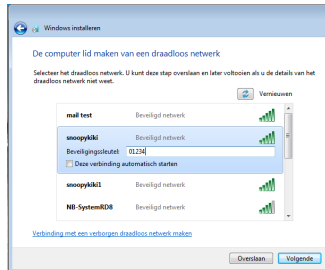 Windows installeren
De computer lid maken van een draadloos netwerk
Selecteer het draadloos netwerk. U kunt deze stap overslaan en later voltooien als u de details van het
draadloos netwerk niet weet.
Vernieuwen
mail test Beveiligd netwerk
snoopykiki Beveiligd netwerk
Beveiligingssleutel: 01234
Deze verbinding automatisch starten
snoopykiki1 Beveiligd netwerk
NB-SystemRD8 Beveiligd netwerk
Verbinding met een verborgen draadloos netwerk maken
Overslaan Volgende